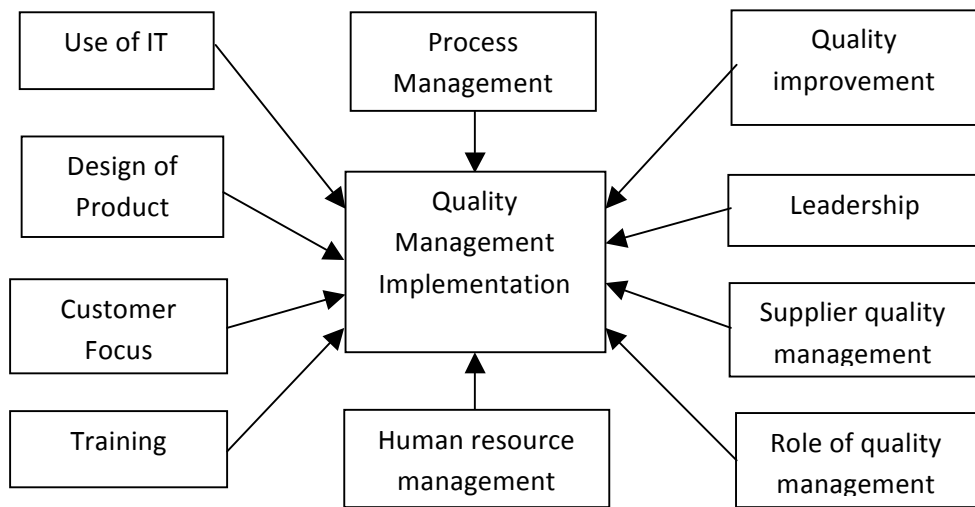 Use of IT
Process
Management
Quality
improvement
Design of
Product
Quality
Management
Implementation
Leadership
Customer
Focus
Supplier quality
management
Training
Human resource
management
Role of quality
management